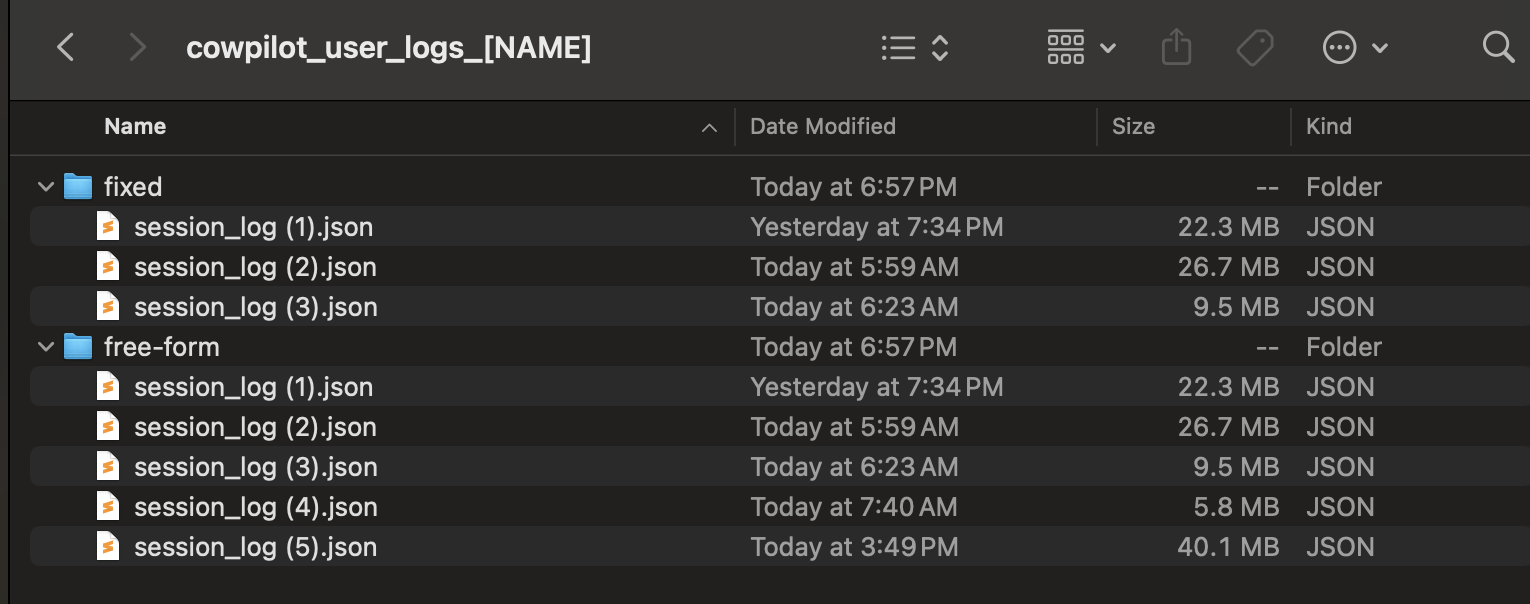 cowpilot_user_logs_[NAME]
Name Date Modified Size Kind
fixed Today at 6:57 PM -- Folder
session_log (1).json Yesterday at 7:34 PM 22.3 MB JSON
session_log (2).json Today at 5:59 AM 26.7 MB JSON
session_log (3).json Today at 6:23 AM 9.5 MB JSON
free-form Today at 6:57 PM -- Folder
session_log (1).json Yesterday at 7:34 PM 22.3 MB JSON
session_log (2).json Today at 5:59 AM 26.7 MB JSON
session_log (3).json Today at 6:23 AM 9.5 MB JSON
session_log (4).json Today at 7:40 AM 5.8 MB JSON
session_log (5).json Today at 3:49 PM 40.1 MB JSON